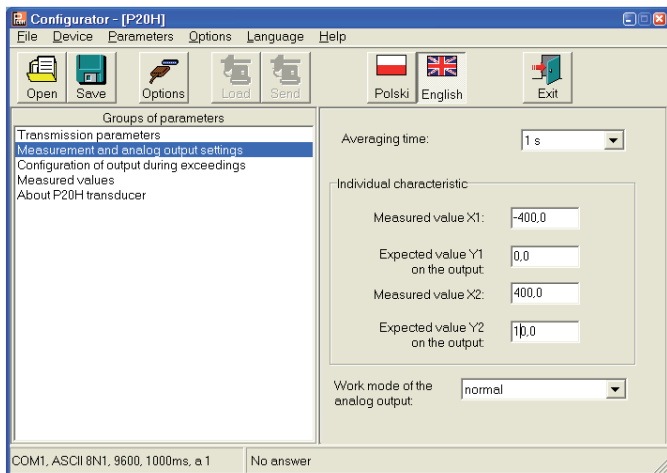 Configurator - [P20H]
File Device Parameters Options Language Help
Open Save Options Load Send Polski English Exit
Groups of parameters
Transmission parameters
Measurement and analog output settings
Configuration of output during exceedings
Measured values
About P20H transducer
Averaging time: 1 s
Individual characteristic
Measured value X1: -400,0
Expected value Y1
on the output: 0,0
Measured value X2: 400,0
Expected value Y2
on the output: 10,0
Work mode of the
analog output: normal
COM1, ASCII 8N1, 9600, 1000ms, a 1 No answer